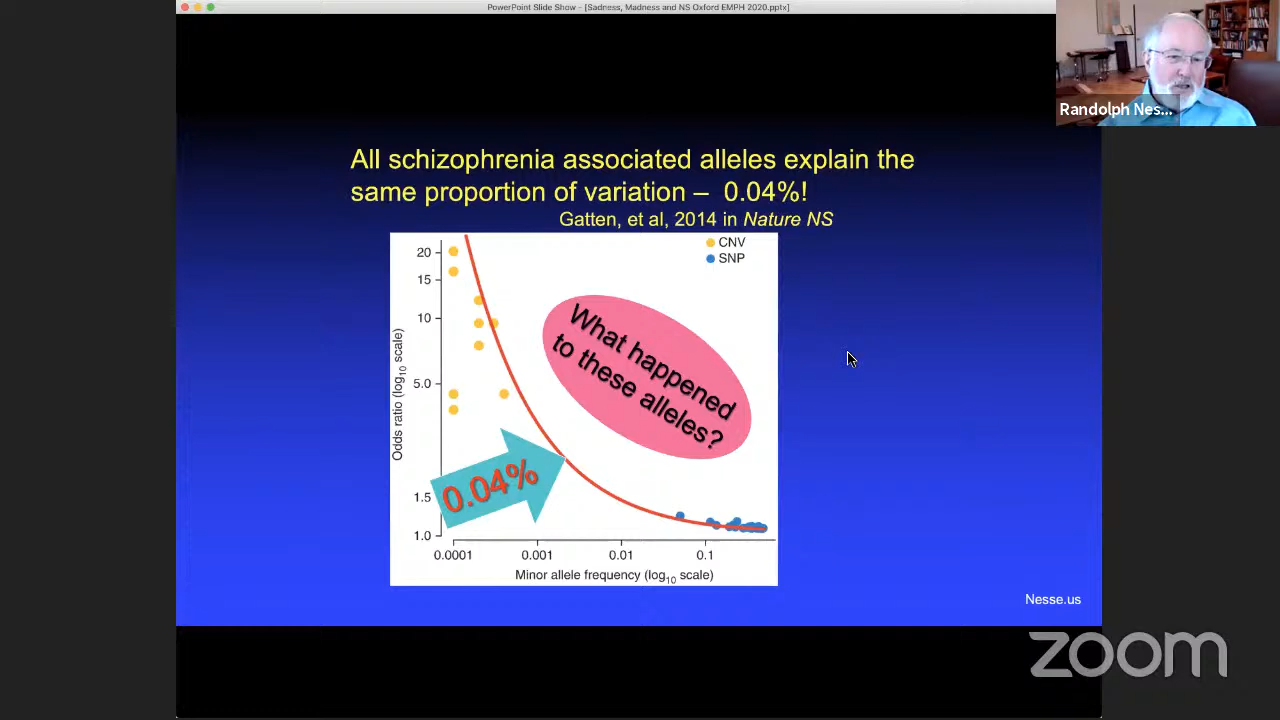 PowerPoint Slide Show - [Sadness, Madness and NS Oxford EMPH 2020.pptx]
Randolph Nes...
All schizophrenia associated alleles explain the
same proportion of variation – 0.04%!
Gatten, et al, 2014 in Nature NS
CNV
SNP
20
15
10
5.0
1.5
1.0
Odds ratio (log10 scale)
What happened
to these alleles?
0.04%
0.0001
0.001
0.01
0.1
Minor allele frequency (log10 scale)
Nesse.us
zoom